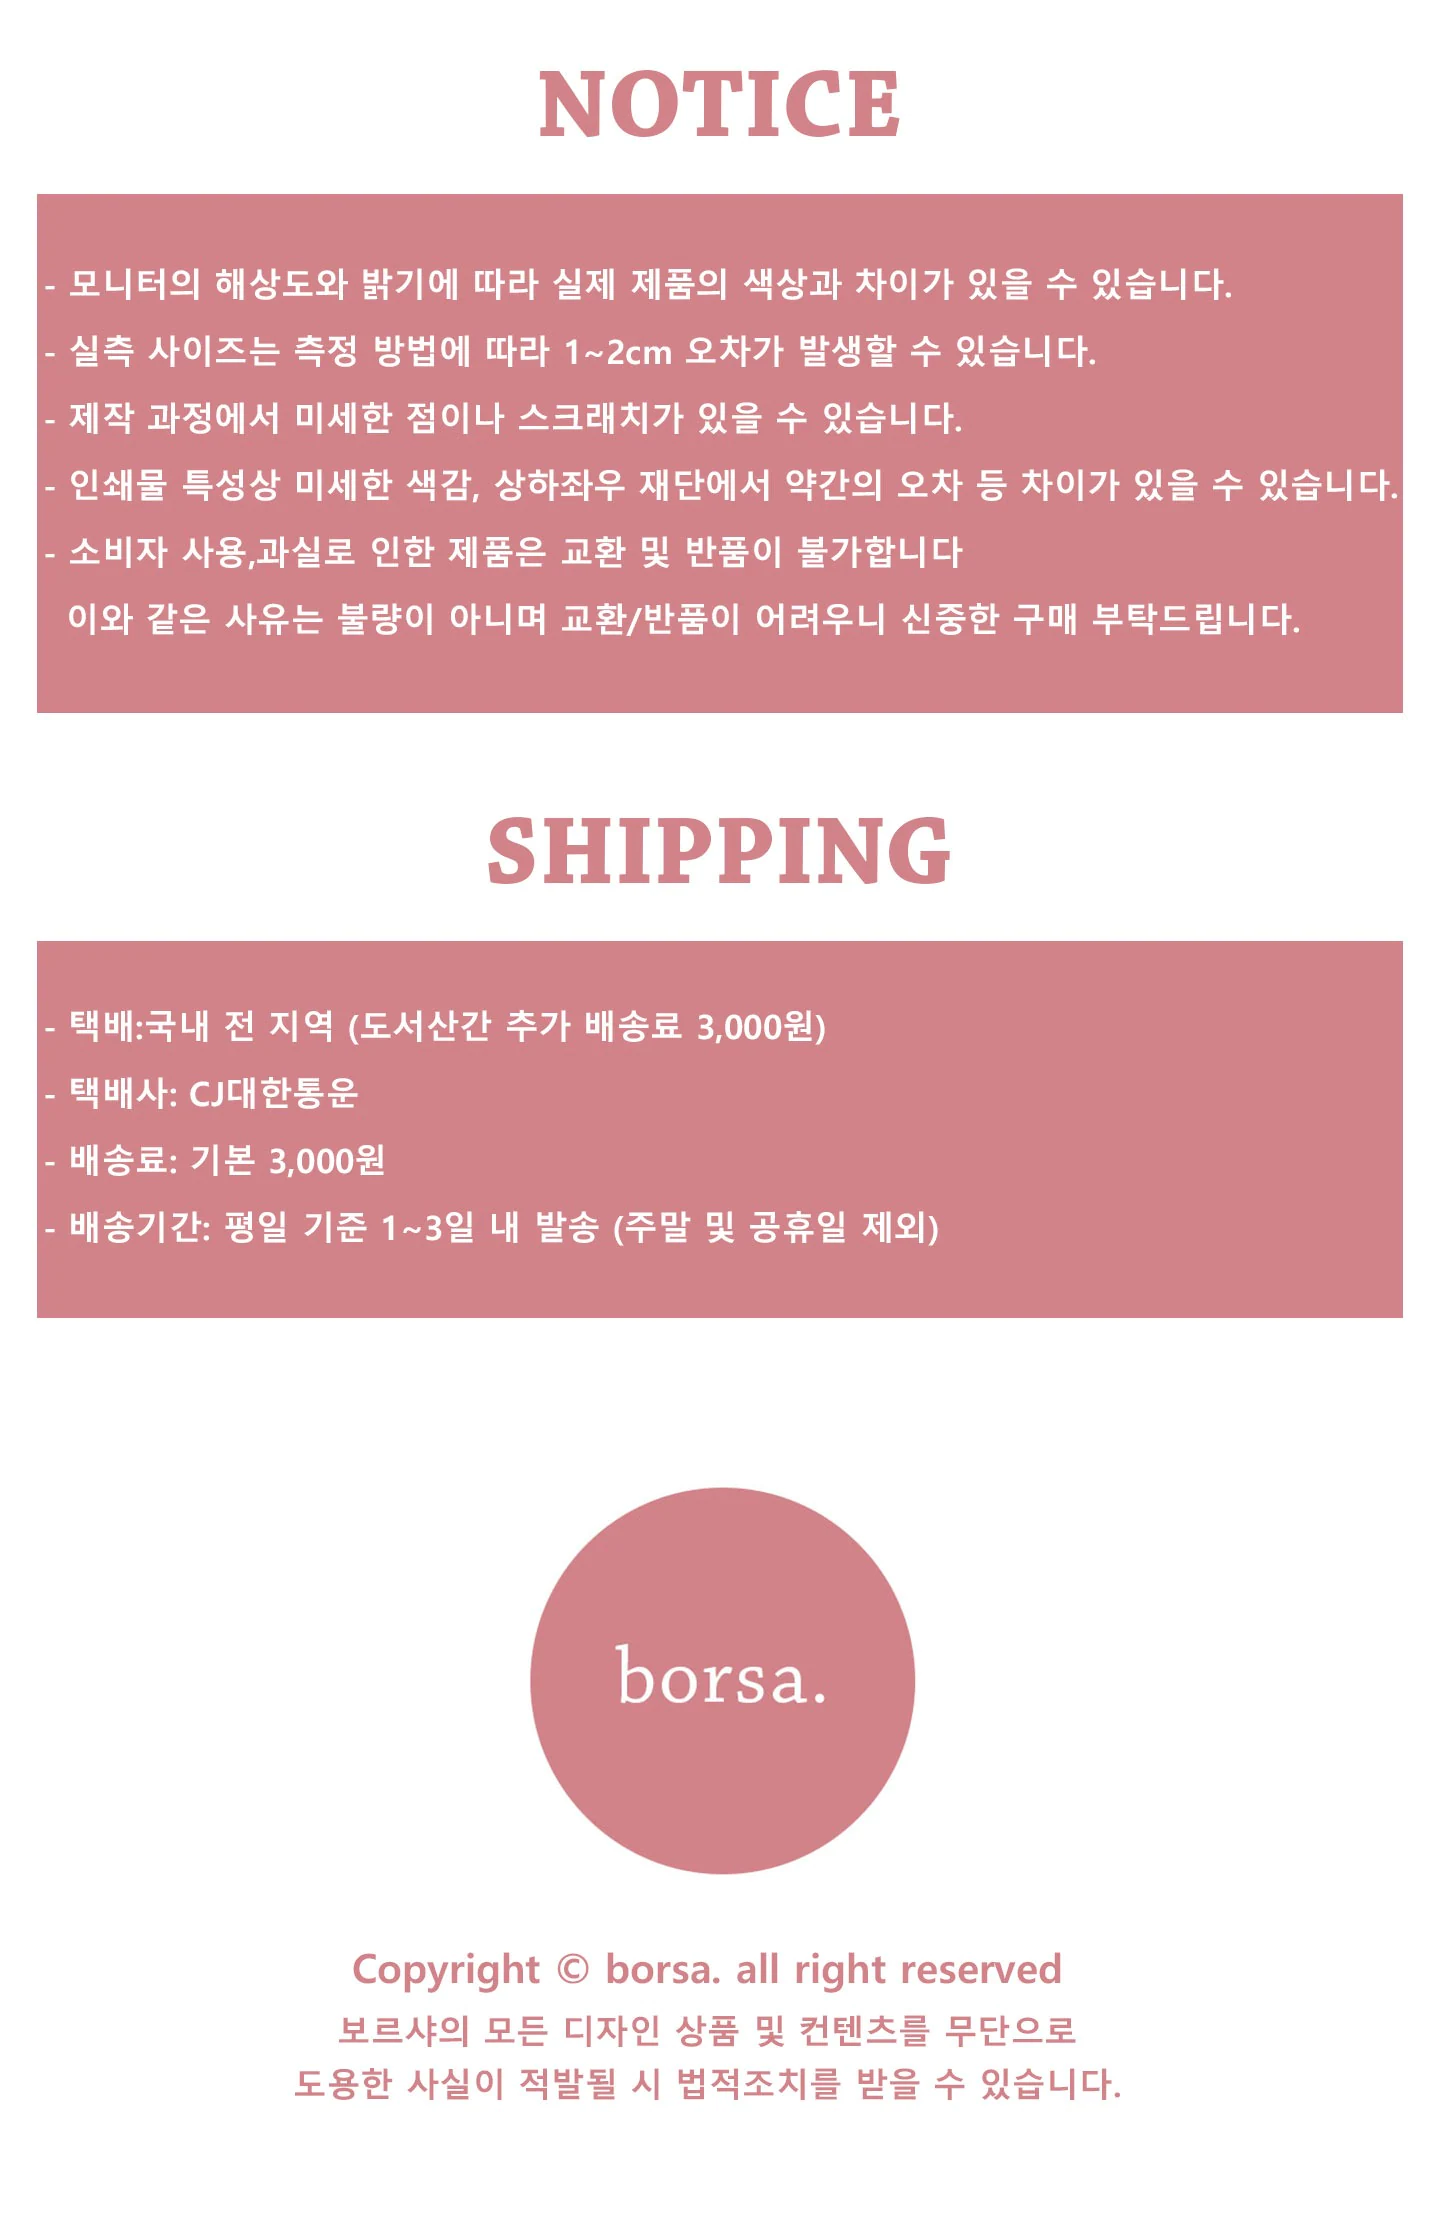 NOTICE
- 모니터의 해상도와 밝기에 따라 실제 제품의 색상과 차이가 있을 수 있습니다.
- 실측 사이즈는 측정 방법에 따라 1~2cm 오차가 발생할 수 있습니다.
- 제작 과정에서 미세한 점이나 스크래치가 있을 수 있습니다.
- 인쇄물 특성상 미세한 색감, 상하좌우 재단에서 약간의 오차 등 차이가 있을 수 있습니다.
- 소비자 사용,과실로 인한 제품은 교환 및 반품이 불가합니다
이와 같은 사유는 불량이 아니며 교환/반품이 어려우니 신중한 구매 부탁드립니다.
SHIPPING
- 택배:국내 전 지역 (도서산간 추가 배송료 3,000원)
- 택배사: CJ대한통운
- 배송료: 기본 3,000원
- 배송기간: 평일 기준 1~3일 내 발송 (주말 및 공휴일 제외)
borsa.
Copyright © borsa. all right reserved
보르샤의 모든 디자인 상품 및 컨텐츠를 무단으로
도용한 사실이 적발될 시 법적조치를 받을 수 있습니다.